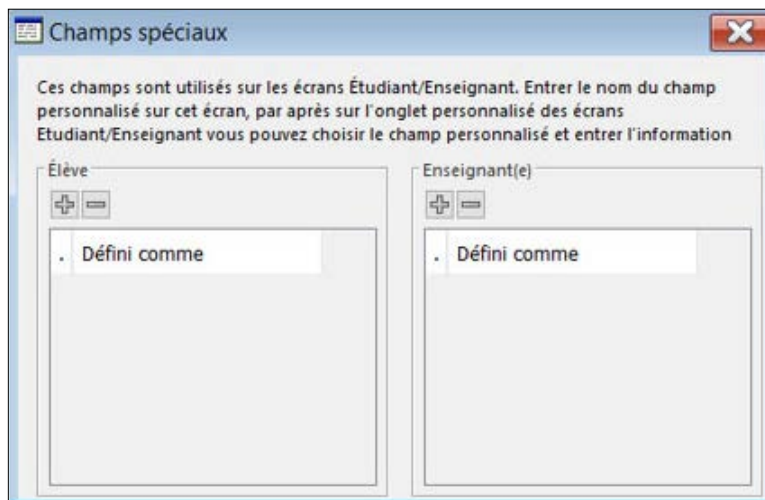 Champs spéciaux
Ces champs sont utilisés sur les écrans Étudiant/Enseignant. Entrer le nom du champ
personnalisé sur cet écran, par après sur l'onglet personnalisé des écrans
Etudiant/Enseignant vous pouvez choisir le champ personnalisé et entrer l'information
Élève
. Défini comme
Enseignant(e)
. Défini comme